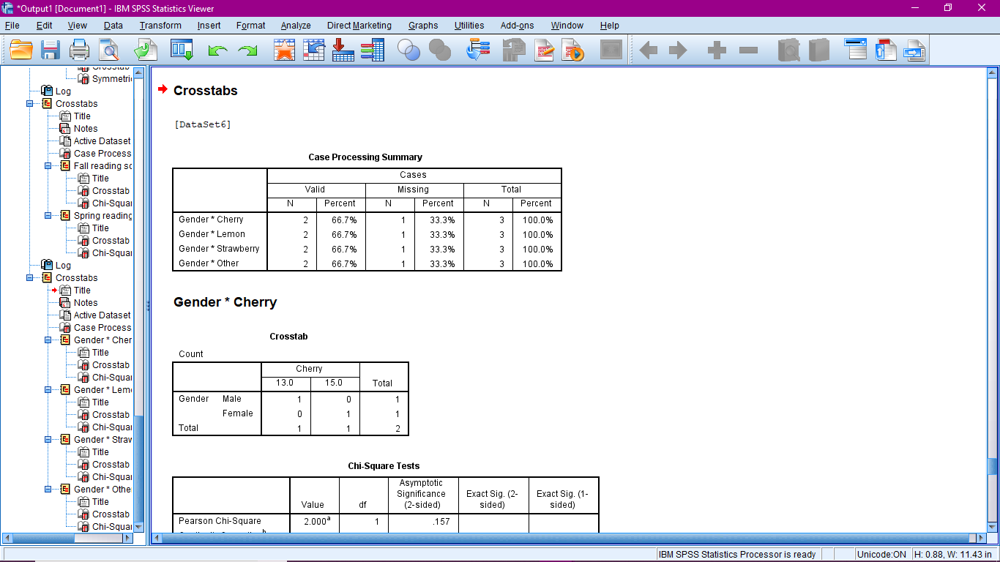 *Output1 [Document1] - IBM SPSS Statistics Viewer
File Edit View Data Transform Insert Format Analyze Direct Marketing Graphs Utilities Add-ons Window Help
Crosstab
Symmetri
Log
Crosstabs
Title
Notes
Active Dataset
Case Process
Fall reading sc
Title
Crosstab
Chi-Squar
Spring reading
Title
Crosstab
Chi-Squar
Log
Crosstabs
Title
Notes
Active Dataset
Case Process
Gender * Cher
Title
Crosstab
Chi-Squar
Gender * Lem
Title
Crosstab
Chi-Squar
Gender * Straw
Title
Crosstab
Chi-Squar
Gender * Othe
Title
Crosstab
Chi-Squar
Crosstabs
[DataSet6]
Case Processing Summary
Cases
Valid Missing Total
N Percent N Percent N Percent
Gender * Cherry 2 66.7% 1 33.3% 3 100.0%
Gender * Lemon 2 66.7% 1 33.3% 3 100.0%
Gender * Strawberry 2 66.7% 1 33.3% 3 100.0%
Gender * Other 2 66.7% 1 33.3% 3 100.0%
Gender * Cherry
Crosstab
Count
Cherry
13.0 15.0 Total
Gender Male 1 0 1
Female 0 1 1
Total 1 1 2
Chi-Square Tests
Value df Asymptotic Significance (2-sided) Exact Sig. (2-sided) Exact Sig. (1-sided)
Pearson Chi-Square 2.000a 1 .157
IBM SPSS Statistics Processor is ready Unicode:ON H: 0.88, W: 11.43 in